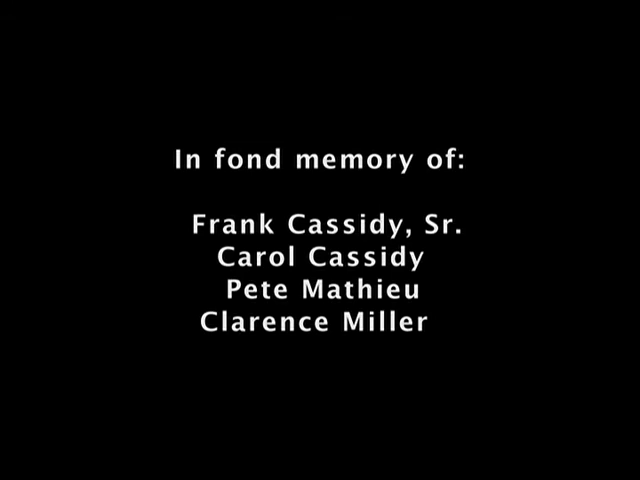 In fond memory of:
Frank Cassidy, Sr.
Carol Cassidy
Pete Mathieu
Clarence Miller